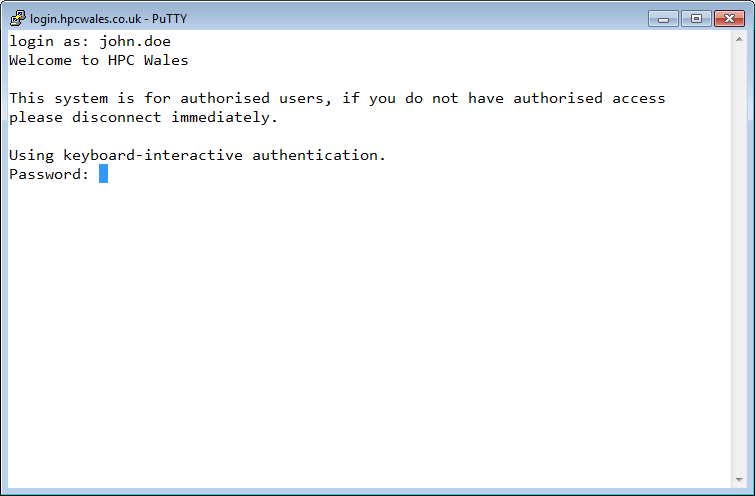 login.hpcwales.co.uk - PuTTY
login as: john.doe
Welcome to HPC Wales
This system is for authorised users, if you do not have authorised access
please disconnect immediately.
Using keyboard-interactive authentication.
Password: